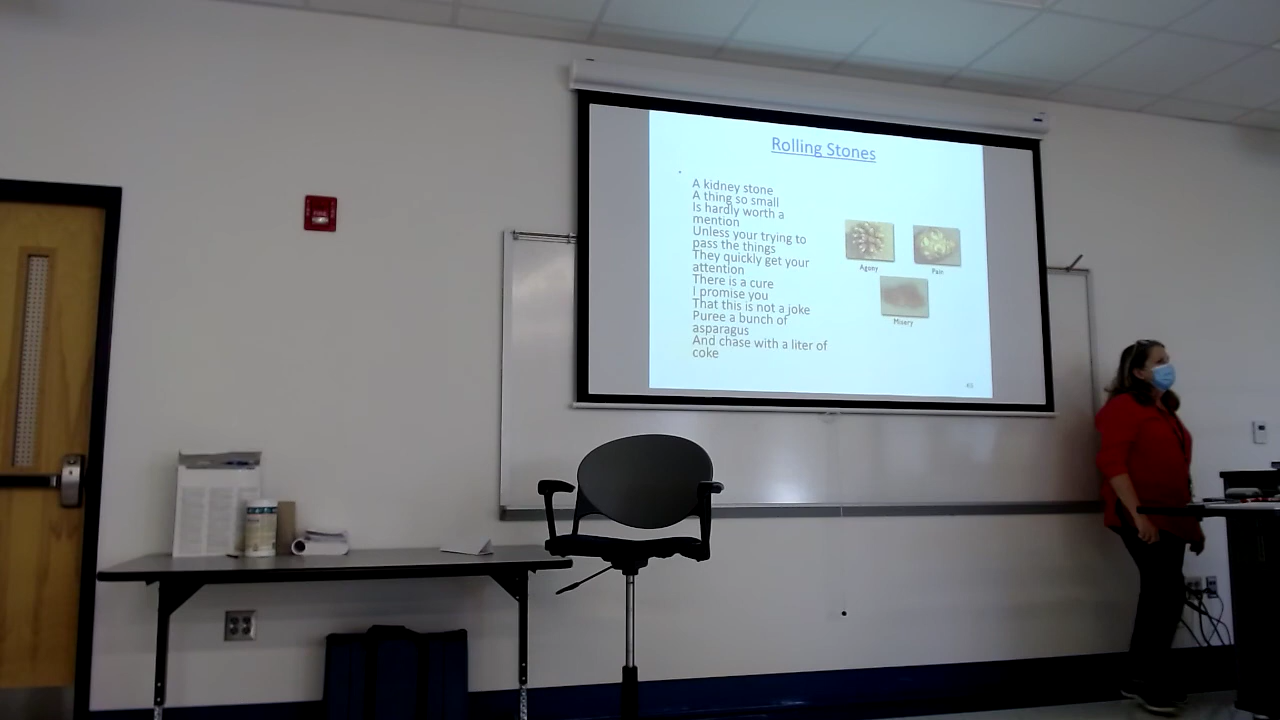 Rolling Stones
A kidney stone
A thing so small
Is hardly worth a
mention
Unless your trying to
pass the things
They quickly get your
attention
There is a cure
I promise you
That this is not a joke
Puree a bunch of
asparagus
And chase with a liter of
coke
Agony
Pain
Misery
FIRE